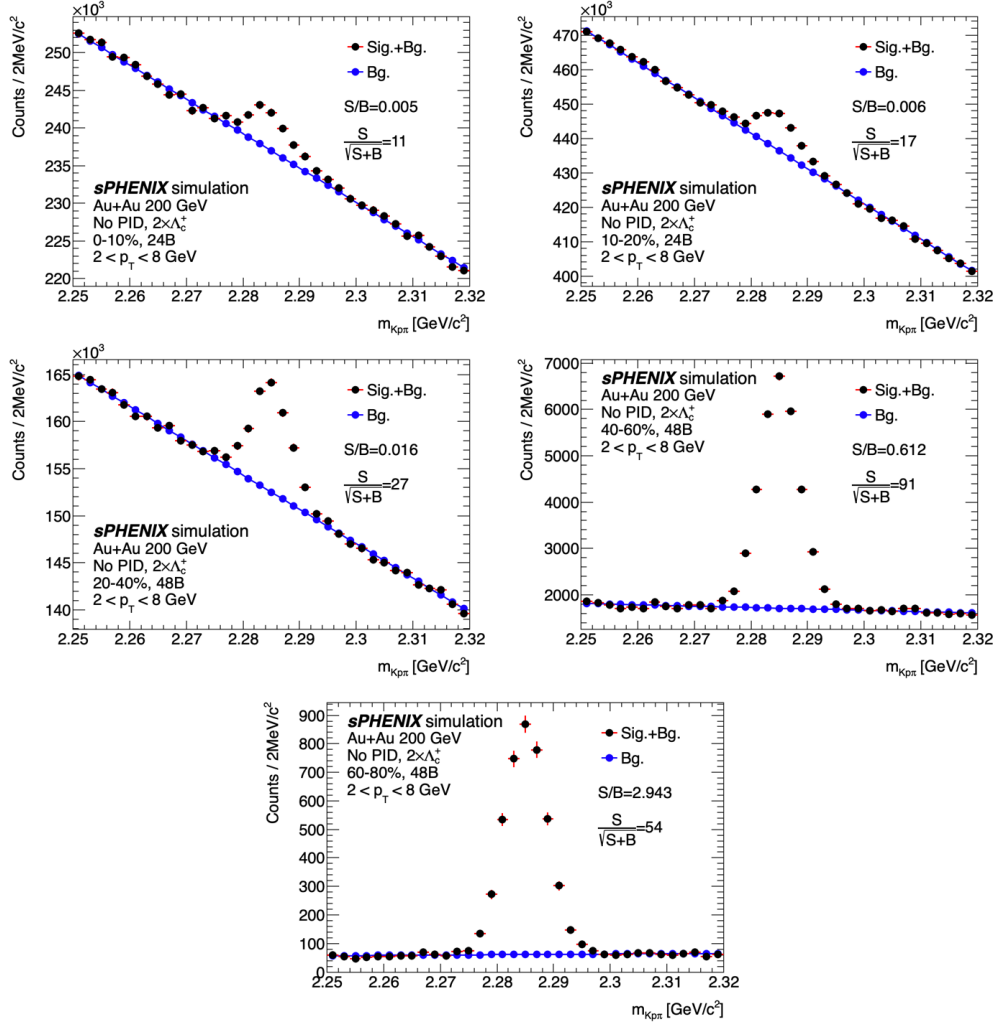 ×10³
Counts / 2MeV/c²
250
245
240
235
230
225
220
Sig.+Bg.
Bg.
S/B=0.005
S/√S+B=11
sPHENIX simulation
Au+Au 200 GeV
No PID, 2×Λc⁺
0-10%, 24B
2 < pT < 8 GeV
2.25 2.26 2.27 2.28 2.29 2.3 2.31 2.32
mKpπ [GeV/c²]
×10³
Counts / 2MeV/c²
470
460
450
440
430
420
410
400
Sig.+Bg.
Bg.
S/B=0.006
S/√S+B=17
sPHENIX simulation
Au+Au 200 GeV
No PID, 2×Λc⁺
10-20%, 24B
2 < pT < 8 GeV
2.25 2.26 2.27 2.28 2.29 2.3 2.31 2.32
mKpπ [GeV/c²]
×10³
Counts / 2MeV/c²
165
160
155
150
145
140
Sig.+Bg.
Bg.
S/B=0.016
S/√S+B=27
sPHENIX simulation
Au+Au 200 GeV
No PID, 2×Λc⁺
20-40%, 48B
2 < pT < 8 GeV
2.25 2.26 2.27 2.28 2.29 2.3 2.31 2.32
mKpπ [GeV/c²]
Counts / 2MeV/c²
7000
6000
5000
4000
3000
2000
sPHENIX simulation
Au+Au 200 GeV
No PID, 2×Λc⁺
40-60%, 48B
2 < pT < 8 GeV
Sig.+Bg.
Bg.
S/B=0.612
S/√S+B=91
2.25 2.26 2.27 2.28 2.29 2.3 2.31 2.32
mKpπ [GeV/c²]
Counts / 2MeV/c²
900
800
700
600
500
400
300
200
100
0
sPHENIX simulation
Au+Au 200 GeV
No PID, 2×Λc⁺
60-80%, 48B
2 < pT < 8 GeV
Sig.+Bg.
Bg.
S/B=2.943
S/√S+B=54
2.25 2.26 2.27 2.28 2.29 2.3 2.31 2.32
mKpπ [GeV/c²]